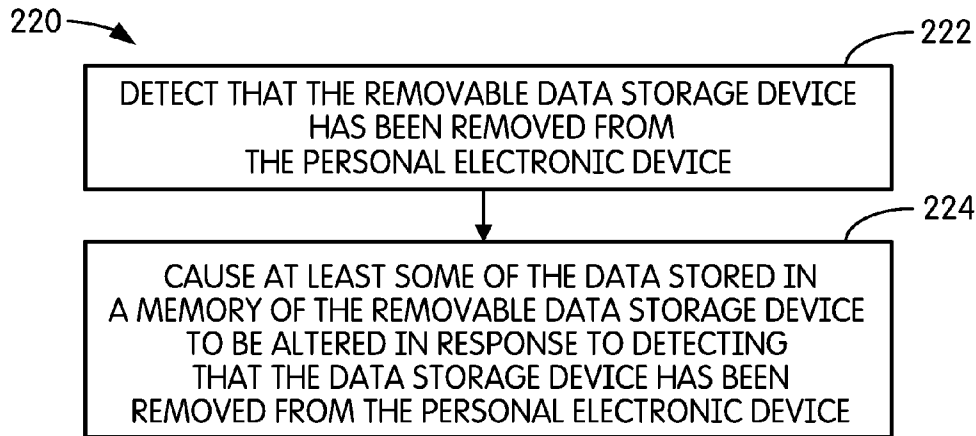 220
222
DETECT THAT THE REMOVABLE DATA STORAGE DEVICE
HAS BEEN REMOVED FROM
THE PERSONAL ELECTRONIC DEVICE
224
CAUSE AT LEAST SOME OF THE DATA STORED IN
A MEMORY OF THE REMOVABLE DATA STORAGE DEVICE
TO BE ALTERED IN RESPONSE TO DETECTING
THAT THE DATA STORAGE DEVICE HAS BEEN
REMOVED FROM THE PERSONAL ELECTRONIC DEVICE